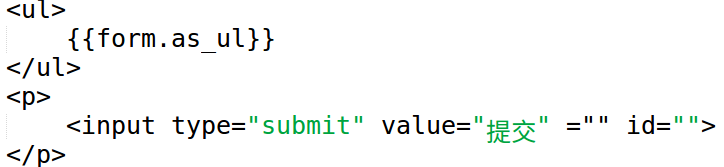 <ul>
    {{form.as_ul}}
</ul>
<p>
    <input type="submit" value="提交" ="" id="">
</p>